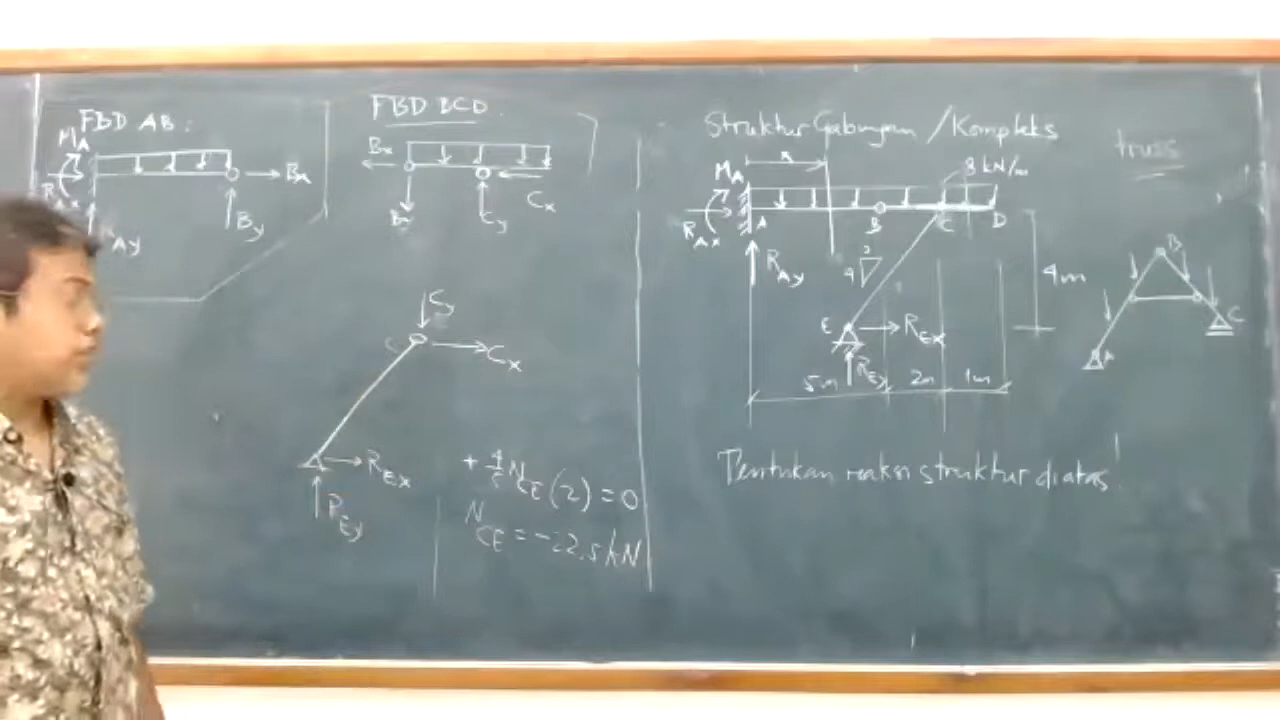 FBD AB:
MA
Bx
By
Ay
FBD BCD.
Bx
Cx
Cy
Sy
C
Cx
REX
REy
+ 4/5 NCE (2) = 0
NCE = -22,5 kN
Struktur Gabungan / Kompleks
truss
x
8 kN/m
MA
A
B
C
D
RAX
RAy
4m
E
REX
REy
5m
2m
1m
B
C
A
Tentukan reaksi struktur diatas!